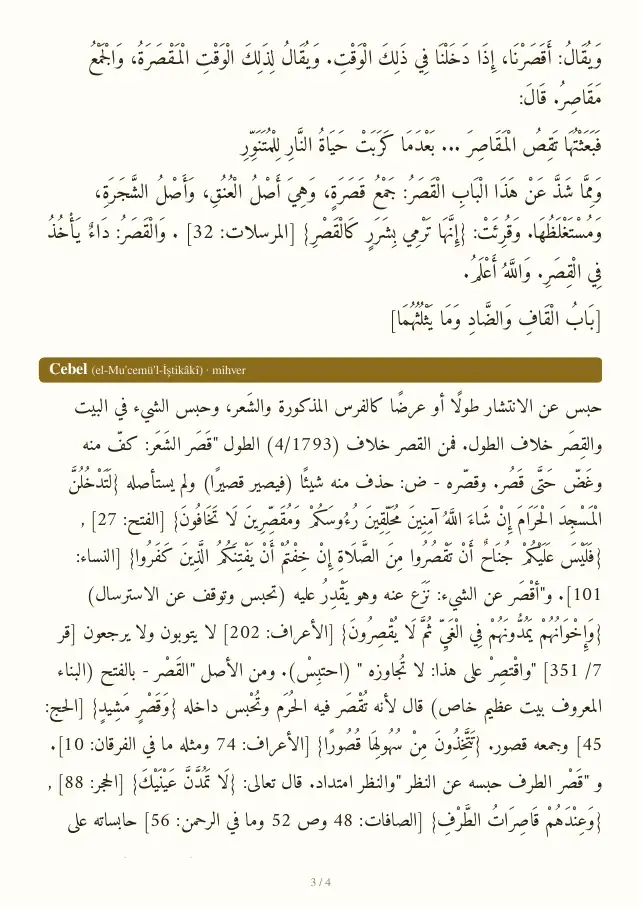 وَيُقَالُ: أَقْصَرْنَا، إِذَا دَخَلْنَا فِي ذَلِكَ الْوَقْتِ. وَيُقَالُ لِذَلِكَ الْوَقْتِ الْمَقْصَرَةُ، وَالْجَمْعُ
مَقَاصِرُ. قَالَ:
فَبَعَثْتُهَا تَقِصُ الْمَقَاصِرَ ... بَعْدَمَا كَرَبَتْ حَيَاةُ النَّارِ لِلْمُتَنَوِّرِ
وَمِمَّا شَذَّ عَنْ هَذَا الْبَابِ الْقَصَرُ: جَمْعُ قَصَرَةٍ، وَهِيَ أَصْلُ الْعُنُقِ، وَأَصْلُ الشَّجَرَةِ،
وَمُسْتَغْلَظُهَا. وَقُرِئَتْ: {إِنَّهَا تَرْمِي بِشَرَرٍ كَالْقَصْرِ} [المرسلات: 32] . وَالْقَصَرُ: دَاءٌ يَأْخُذُ
فِي الْقِصَرِ. وَاللَّهُ أَعْلَمُ.
[بَابُ الْقَافِ وَالضَّادِ وَمَا يَثْلُثُهُمَا]
Cebel (el-Mu'cemü'l-İştikâkî) · mihver
حبس عن الانتشار طولًا أو عرضًا كالفرس المذكورة والشَعر، وحبس الشيء في البيت
والقِصَر خلاف الطول. فمن القصر خلاف (4/1793) الطول "قَصَر الشَعَر: كفّ منه
وغَضّ حَتَّى قَصُر. وقصّره - ض: حذف منه شيئًا (فيصير قصيرًا) ولم يستأصله {لَتَدْخُلُنَّ
الْمَسْجِدَ الْحَرَامَ إِنْ شَاءَ اللَّهُ آمِنِينَ مُحَلِّقِينَ رُءُوسَكُمْ وَمُقَصِّرِينَ لَا تَخَافُونَ} [الفتح: 27] ,
{فَلَيْسَ عَلَيْكُمْ جُنَاحٌ أَنْ تَقْصُرُوا مِنَ الصَّلَاةِ إِنْ خِفْتُمْ أَنْ يَفْتِنَكُمُ الَّذِينَ كَفَرُوا} [النساء:
101]. و"أقْصَر عن الشيء: نَزَع عنه وهو يَقْدِرُ عليه (تحبس وتوقف عن الاسترسال)
{وَإِخْوَانُهُمْ يَمُدُّونَهُمْ فِي الْغَيِّ ثُمَّ لَا يُقْصِرُونَ} [الأعراف: 202] لا يتوبون ولا يرجعون [قر
7/ 351] "واقْتصِرْ على هذا: لا تُجاوزه " (احتبِسْ). ومن الأصل "القَصْر - بالفتح (البناء
المعروف بيت عظيم خاص) قال لأنه تُقْصَر فيه الحُرَم وتُحْبس داخله {وَقَصْرٍ مَشِيدٍ} [الحج:
45] وجمعه قصور. {تَتَّخِذُونَ مِنْ سُهُولِهَا قُصُورًا} [الأعراف: 74 ومثله ما في الفرقان: 10].
و "قَصْر الطرف حبسه عن النظر "والنظر امتداد. قال تعالى: {لَا تَمُدَّنَّ عَيْنَيْكَ} [الحجر: 88] ,
{وَعِنْدَهُمْ قَاصِرَاتُ الطَّرْفِ} [الصافات: 48 وص 52 وما في الرحمن: 56] حابساته على
3 / 4